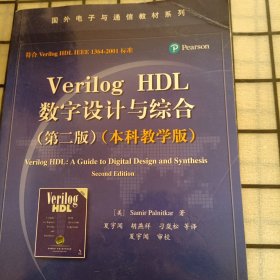 国外电子与通信教材系列
符合 Verilog HDL IEEE 1364-2001 标准
Pearson
Verilog HDL
数字设计与综合
(第二版)(本科教学版)
Verilog HDL: A Guide to Digital Design and Synthesis
Second Edition
Verilog
HDL
[美] Samir Palnitkar 著
夏宇闻 胡燕祥 刁岚松 等译
夏宇闻 审校